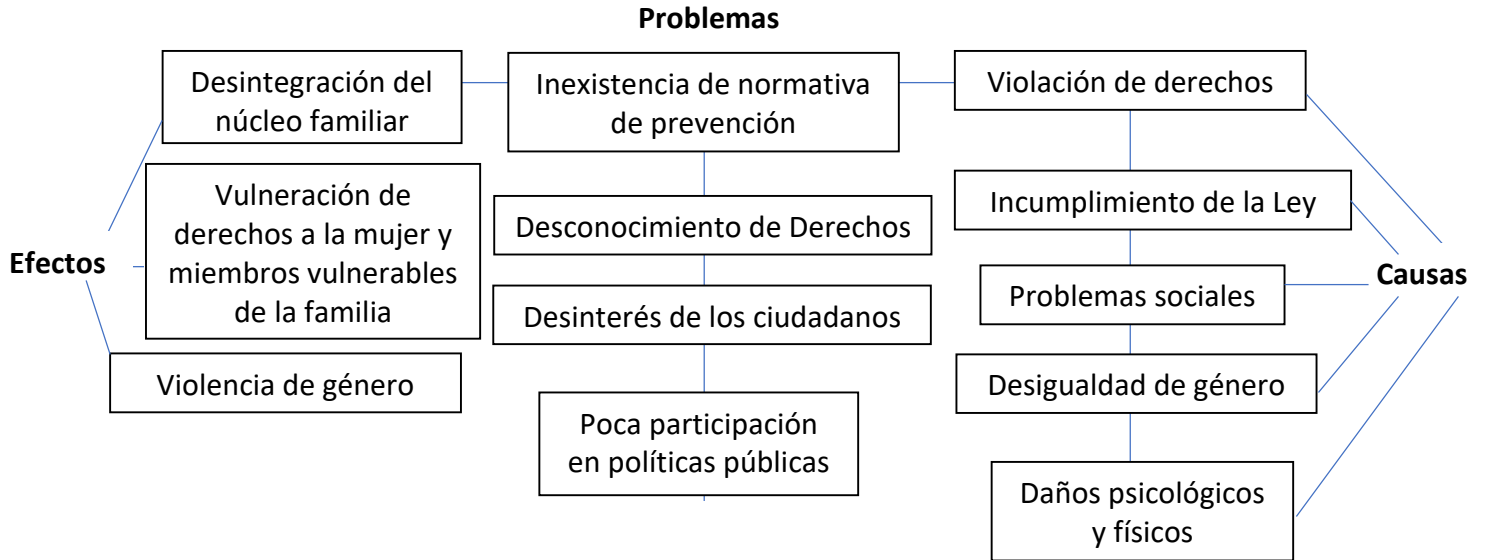 Problemas
Desintegración del
núcleo familiar
Vulneración de
derechos a la mujer y
miembros vulnerables
de la familia
Efectos
Violencia de género
Inexistencia de normativa
de prevención
Desconocimiento de Derechos
Desinterés de los ciudadanos
Poca participación
en políticas públicas
Violación de derechos
Incumplimiento de la Ley
Problemas sociales
Causas
Desigualdad de género
Daños psicológicos
y físicos